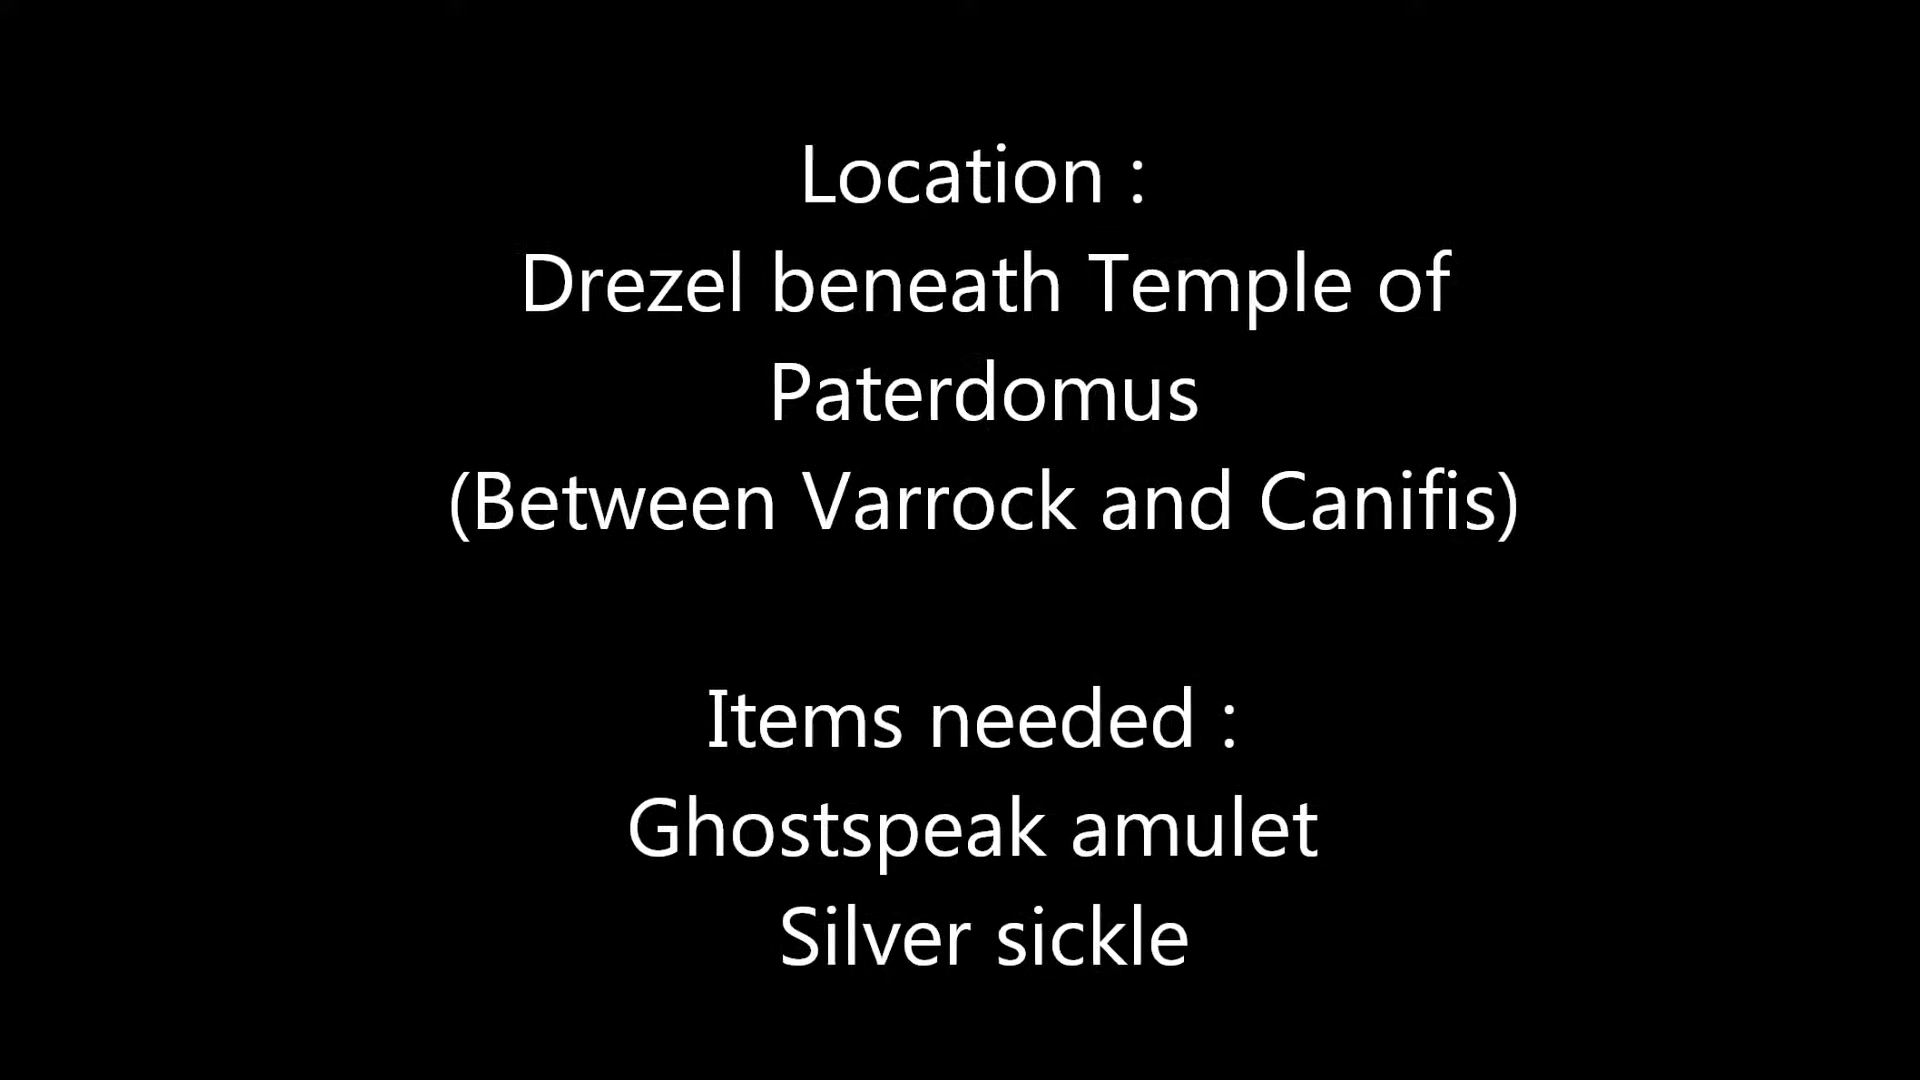 Location :
Drezel beneath Temple of
Paterdomus
(Between Varrock and Canifis)
Items needed :
Ghostspeak amulet
Silver sickle